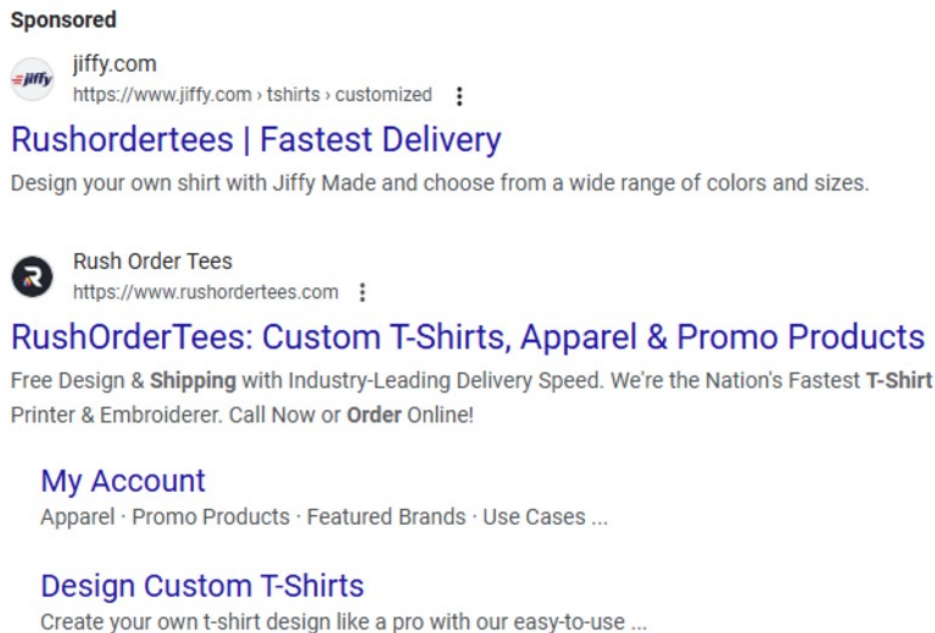 Sponsored
jiffy
jiffy.com
https://www.jiffy.com › tshirts › customized
Rushordertees | Fastest Delivery
Design your own shirt with Jiffy Made and choose from a wide range of colors and sizes.
R
Rush Order Tees
https://www.rushordertees.com
RushOrderTees: Custom T-Shirts, Apparel & Promo Products
Free Design & Shipping with Industry-Leading Delivery Speed. We're the Nation's Fastest T-Shirt
Printer & Embroiderer. Call Now or Order Online!
My Account
Apparel · Promo Products · Featured Brands · Use Cases ...
Design Custom T-Shirts
Create your own t-shirt design like a pro with our easy-to-use ...